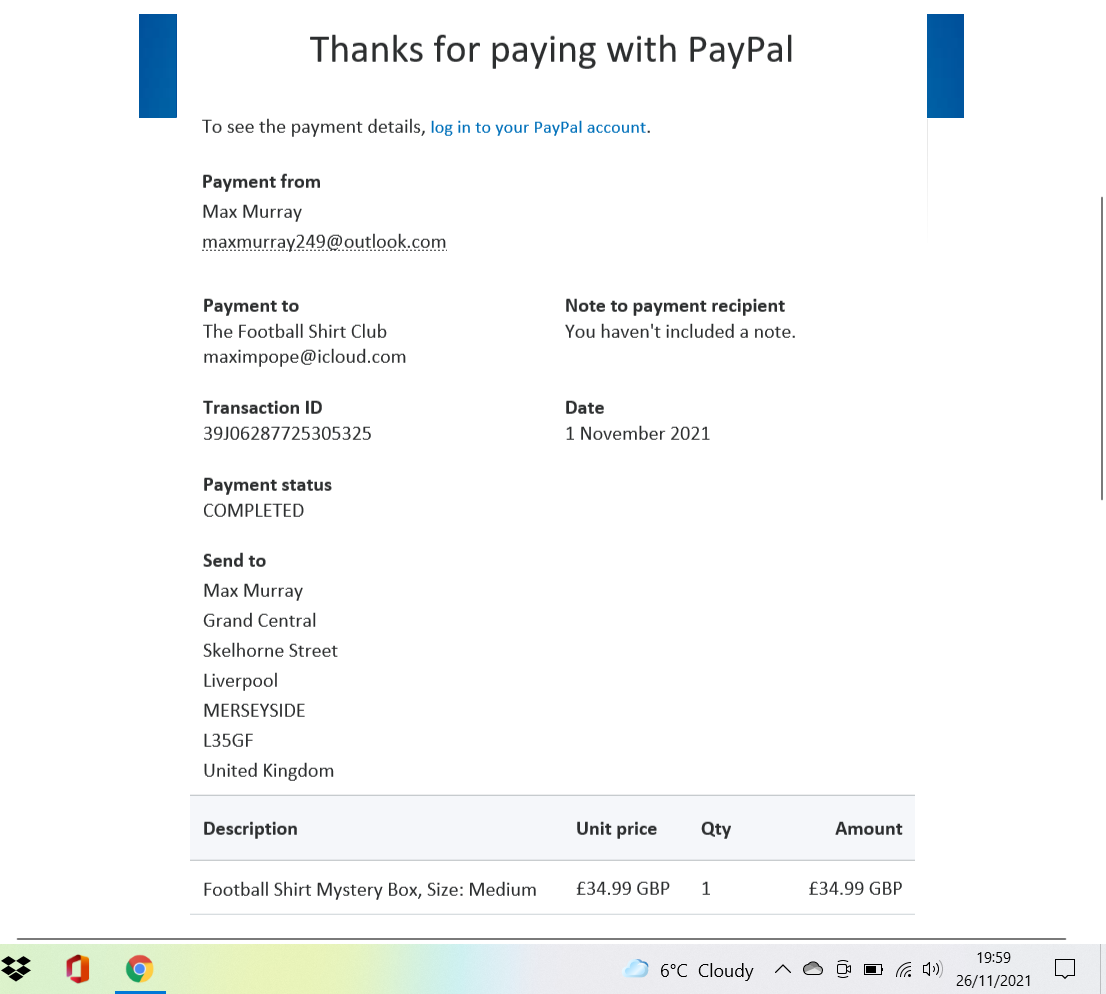 Thanks for paying with PayPal
To see the payment details, log in to your PayPal account.
Payment from
Max Murray
maxmurray249@outlook.com
Payment to
The Football Shirt Club
maximpope@icloud.com
Note to payment recipient
You haven't included a note.
Transaction ID
39J06287725305325
Date
1 November 2021
Payment status
COMPLETED
Send to
Max Murray
Grand Central
Skelhorne Street
Liverpool
MERSEYSIDE
L35GF
United Kingdom
Description Unit price Qty Amount
Football Shirt Mystery Box, Size: Medium £34.99 GBP 1 £34.99 GBP
6°C Cloudy
19:59
26/11/2021